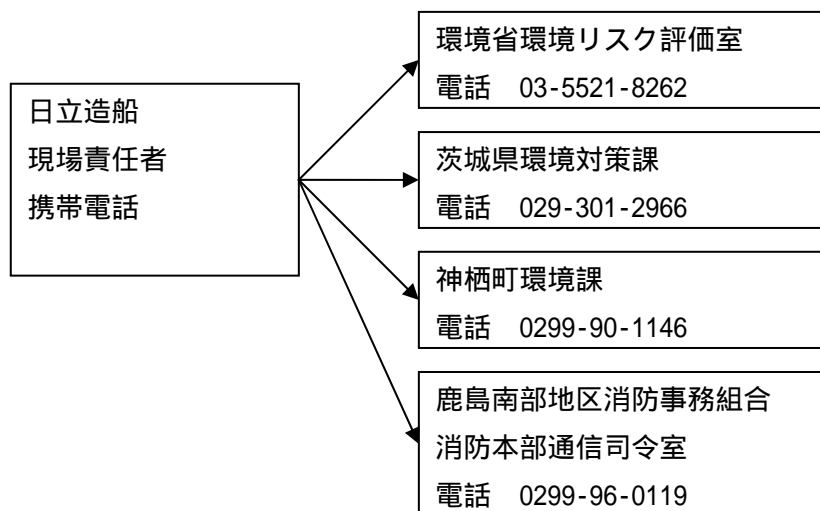 日立造船
現場責任者
携帯電話
環境省環境リスク評価室
電話　03-5521-8262
茨城県環境対策課
電話　029-301-2966
神栖町環境課
電話　0299-90-1146
鹿島南部地区消防事務組合
消防本部通信司令室
電話　0299-96-0119